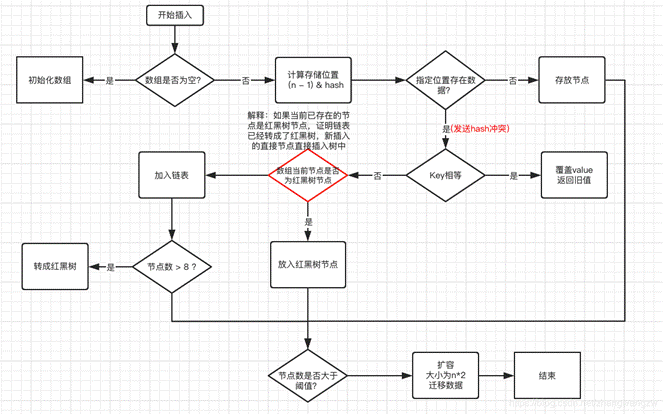 开始插入
初始化数组
是
数组是否为空?
否
计算存储位置
(n − 1) & hash
指定位置存在数
据?
否
存放节点
解释：如果当前已存在的节
点是红黑树节点，证明链表
已经转成了红黑树，新插入
的直接节点直接插入树中
是(发送hash冲突)
加入链表
数组当前节点是否
为红黑树节点
否
Key相等
是
覆盖value
返回旧值
是
转成红黑树
是
节点数 > 8 ?
放入红黑树节点
节点数是否大于
阈值?
扩容
大小为n*2
迁移数据
结束